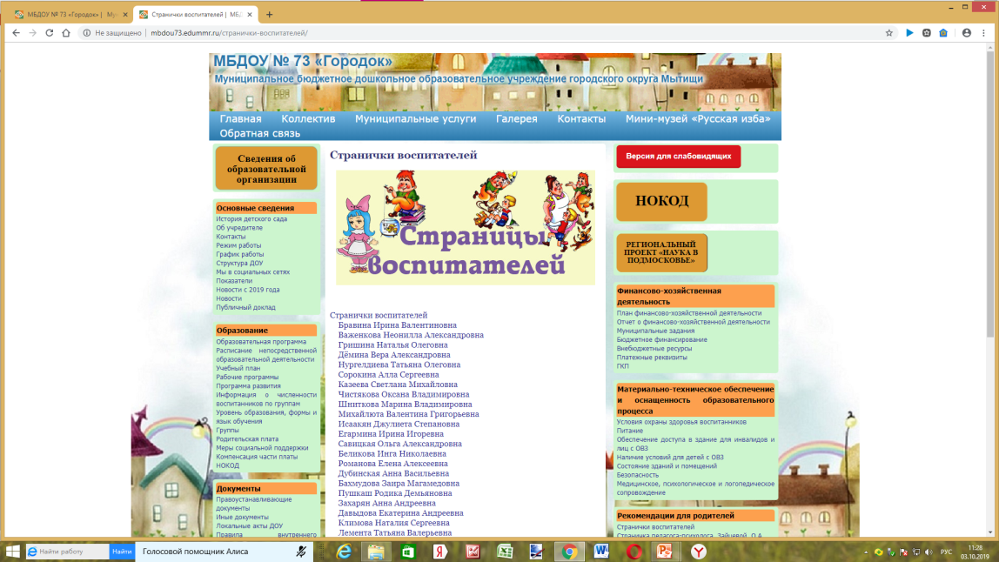 МБДОУ № 73 «Городок» | Му
Странички воспитателей | МБД
Не защищено | mbdou73.edummr.ru/странички-воспитателей/
МБДОУ № 73 «Городок»
Муниципальное бюджетное дошкольное образовательное учреждение городского округа Мытищи
Главная Коллектив Муниципальные услуги Галерея Контакты Мини-музей «Русская изба»
Обратная связь
Сведения об
образовательной
организации
Основные сведения
История детского сада
Об учредителе
Контакты
Режим работы
График работы
Структура ДОУ
Мы в социальных сетях
Показатели
Новости с 2019 года
Новости
Публичный доклад
Образование
Образовательная программа
Расписание непосредственной
образовательной деятельности
Учебный план
Рабочие программы
Программа развития
Информация о численности
воспитанников по группам
Уровень образования, формы и
язык обучения
Группы
Родительская плата
Меры социальной поддержки
Компенсация части платы
НОКОД
Документы
Правоустанавливающие
документы
Иные документы
Локальные акты ДОУ
Правила внутреннего
Странички воспитателей
Страницы
воспитателей
Странички воспитателей
Бравина Ирина Валентиновна
Важенкова Неонилла Александровна
Гришина Наталья Олеговна
Дёмина Вера Александровна
Нургелдиева Татьяна Олеговна
Сорокина Алла Сергеевна
Казеева Светлана Михайловна
Чистякова Оксана Владимировна
Шниткова Марина Владимировна
Михайлюта Валентина Григорьевна
Исаакян Джульета Степановна
Егармина Ирина Игоревна
Савицкая Ольга Александровна
Беликова Инга Николаевна
Романова Елена Алексеевна
Дубинская Анна Васильевна
Бахмудова Заира Магамедовна
Пушкаш Родика Демьяновна
Захарян Анна Андреевна
Давыдова Екатерина Андреевна
Климова Наталия Сергеевна
Лемента Татьяна Валерьевна
Версия для слабовидящих
НОКОД
РЕГИОНАЛЬНЫЙ
ПРОЕКТ «НАУКА В
ПОДМОСКОВЬЕ»
Финансово-хозяйственная
деятельность
План финансово-хозяйственной деятельности
Отчет о финансово-хозяйственной деятельности
Муниципальные задания
Бюджетное финансирование
Внебюджетные ресурсы
Платежные реквизиты
ГКП
Материально-техническое обеспечение
и оснащенность образовательного
процесса
Условия охраны здоровья воспитанников
Питание
Обеспечение доступа в здание для инвалидов и
лиц с ОВЗ
Наличие условий для детей с ОВЗ
Состояние зданий и помещений
Безопасность
Медицинское, психологическое и логопедическое
сопровождение
Рекомендации для родителей
Странички воспитателей
Страничка педагога-психолога Зайцевой О.А.
Найти работу
Найти
Голосовой помощник Алиса
РУС
11:28
03.10.2019